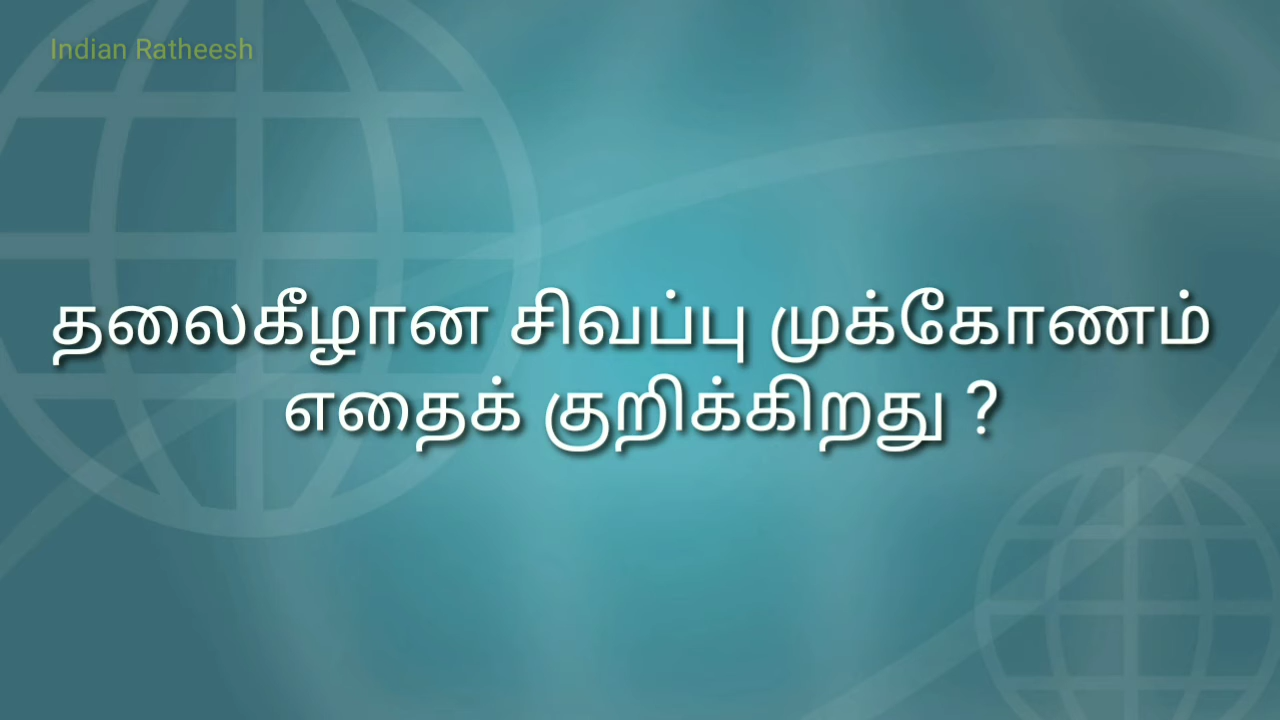 Indian Ratheesh
தலைகீழான சிவப்பு முக்கோணம்
எதைக் குறிக்கிறது ?